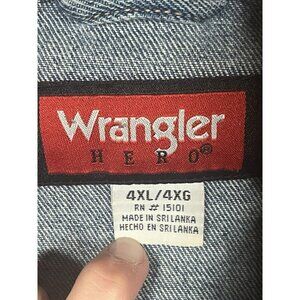 Wrangler
HERO®
4XL/4XG
RN # 15101
MADE IN SRI LANKA
HECHO EN SRI LANKA